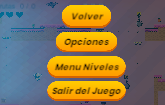 Volver
Opciones
Menu Niveles
Salir del Juego